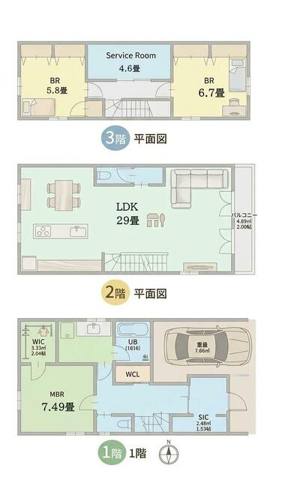 Service Room
4.6畳
BR
5.8畳
BR
6.7畳
3階 平面図
LDK
29畳
バルコニー
4.89㎡
2.00帖
2階 平面図
WIC
3.33㎡
2.04帖
UB
(1616)
WCL
MBR
7.49畳
7.66㎡
SIC
2.48㎡
1.53帖
1階 1階
N